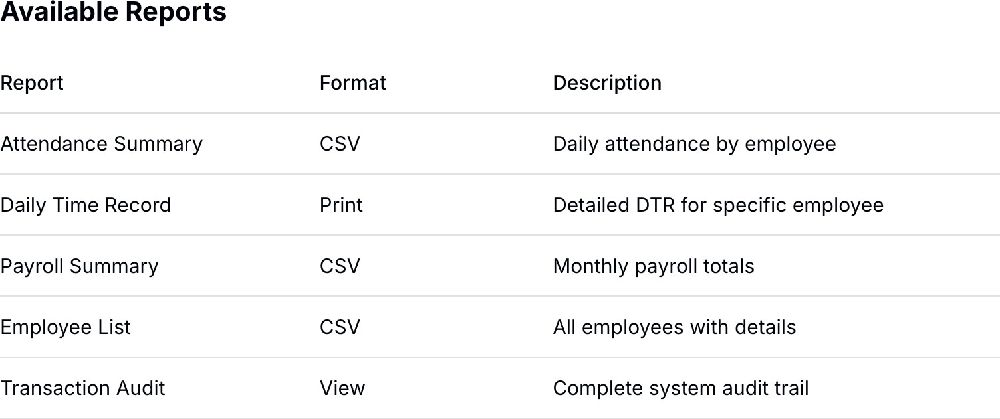 Available Reports
Report Format Description
Attendance Summary CSV Daily attendance by employee
Daily Time Record Print Detailed DTR for specific employee
Payroll Summary CSV Monthly payroll totals
Employee List CSV All employees with details
Transaction Audit View Complete system audit trail